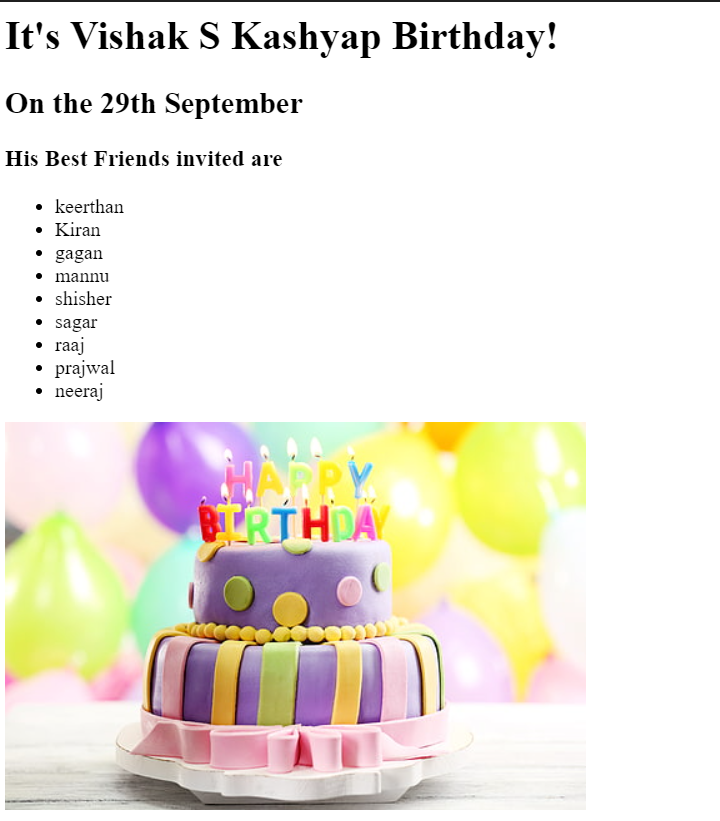 It's Vishak S Kashyap Birthday!
On the 29th September
His Best Friends invited are
keerthan
Kiran
gagan
mannu
shisher
sagar
raaj
prajwal
neeraj
HAPPY
BIRTHDAY